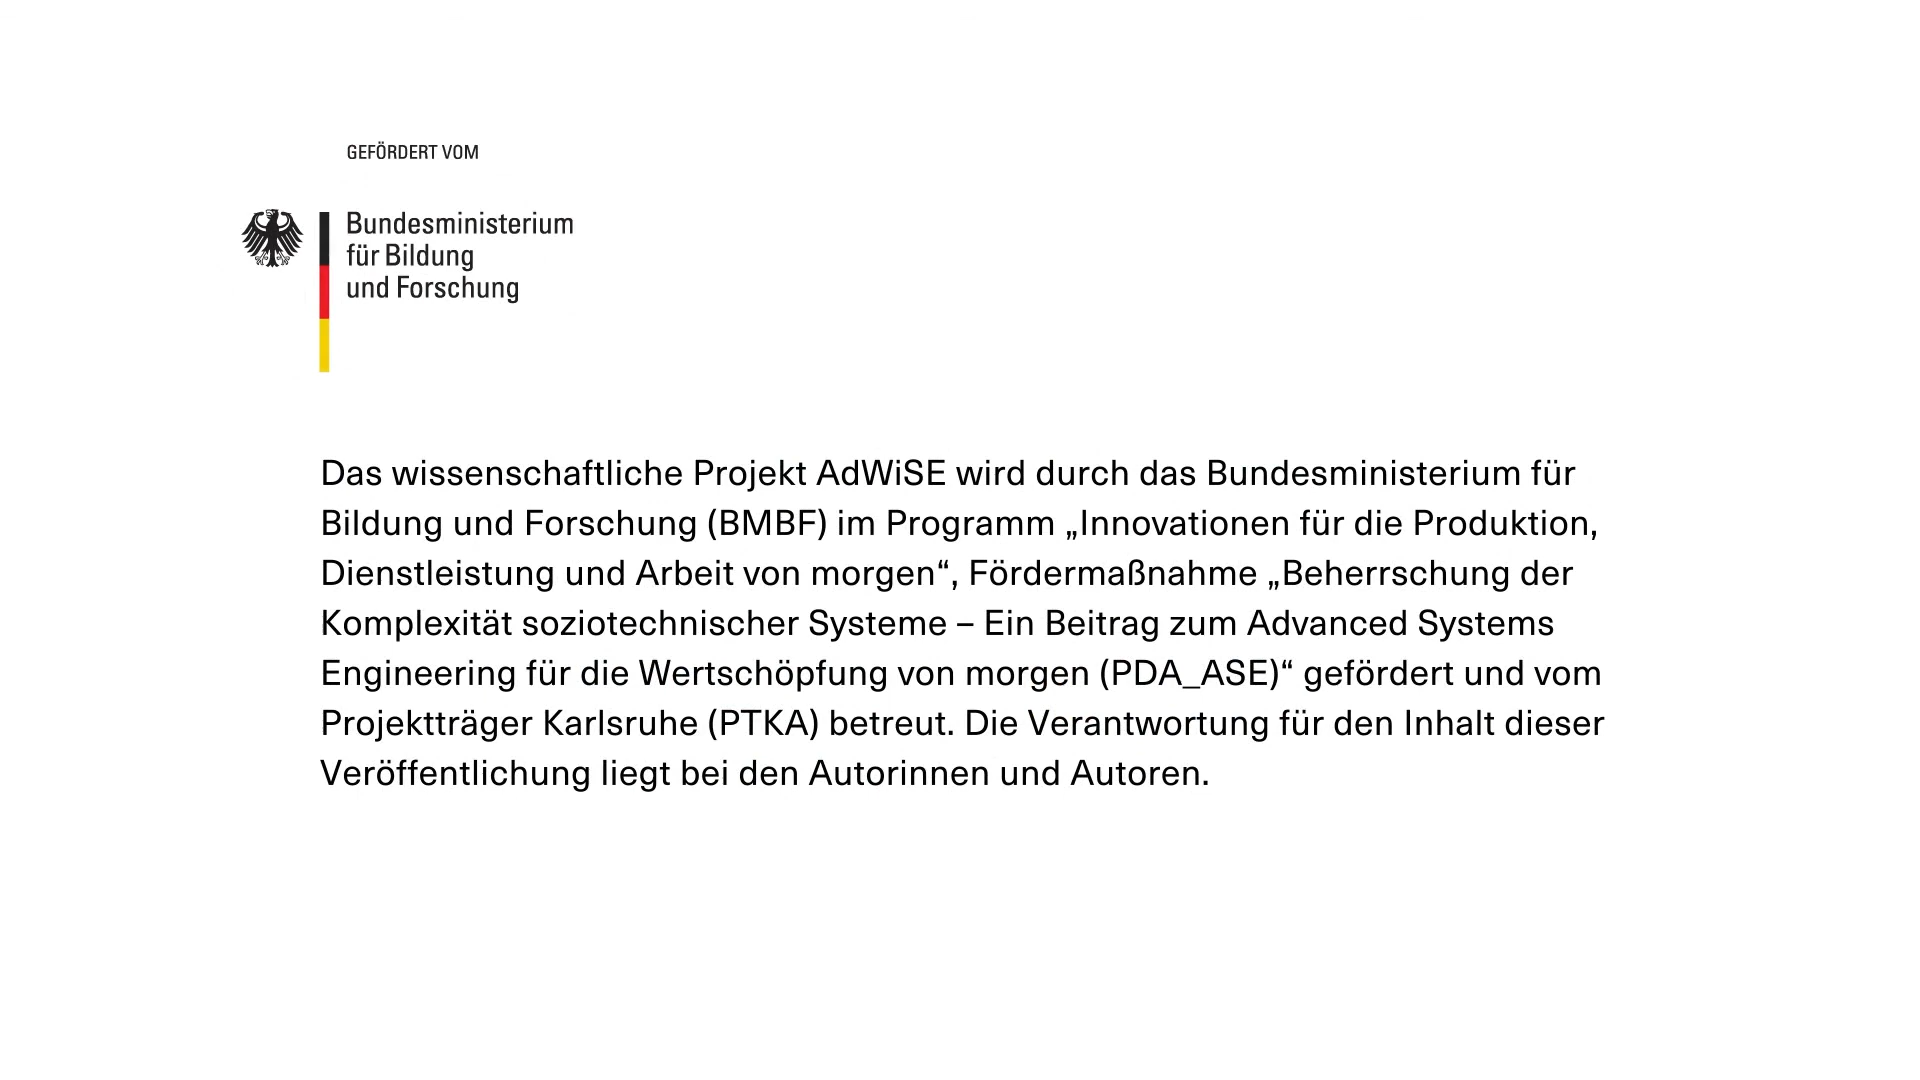 GEFÖRDERT VOM
Bundesministerium
für Bildung
und Forschung
Das wissenschaftliche Projekt AdWiSE wird durch das Bundesministerium für
Bildung und Forschung (BMBF) im Programm „Innovationen für die Produktion,
Dienstleistung und Arbeit von morgen“, Fördermaßnahme „Beherrschung der
Komplexität soziotechnischer Systeme – Ein Beitrag zum Advanced Systems
Engineering für die Wertschöpfung von morgen (PDA_ASE)“ gefördert und vom
Projektträger Karlsruhe (PTKA) betreut. Die Verantwortung für den Inhalt dieser
Veröffentlichung liegt bei den Autorinnen und Autoren.